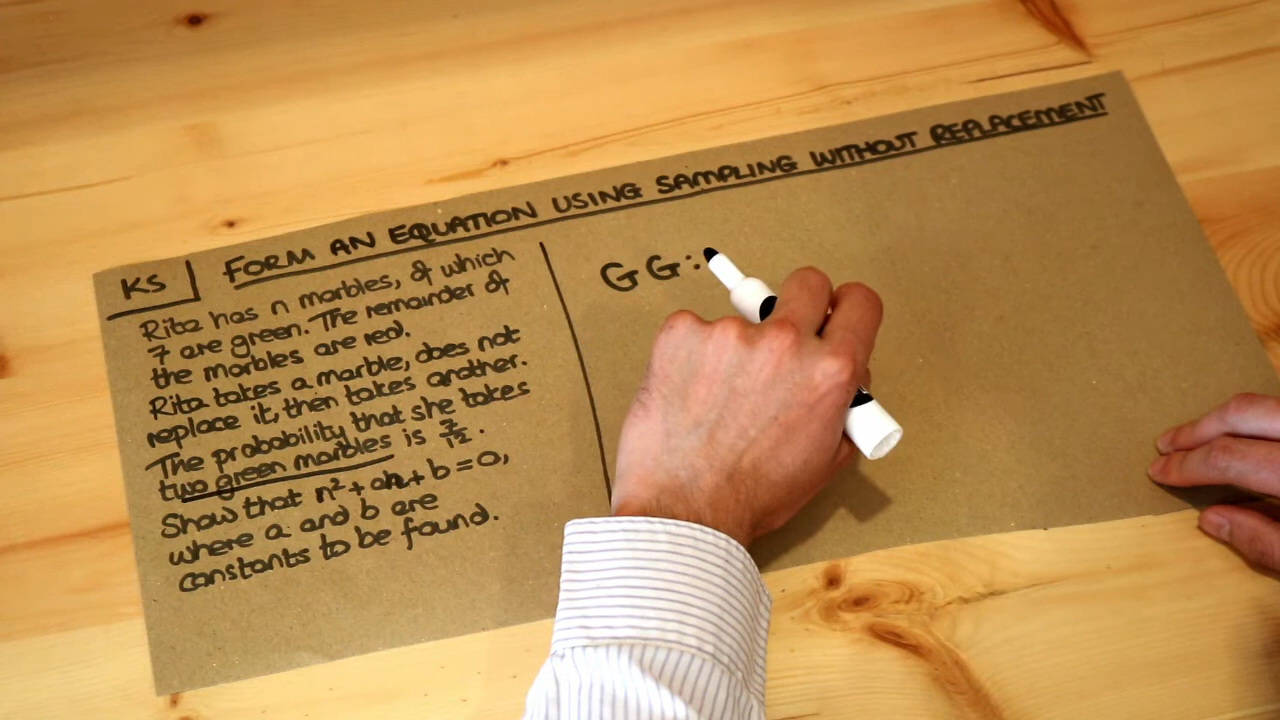 FORM AN EQUATION USING SAMPLING WITHOUT REPLACEMENT
KS
Rita has n marbles, of which
7 are green. The remainder of
the marbles are red.
Rita takes a marble, does not
replace it, then takes another.
The probability that she takes
two green marbles is 7/12.
Show that n² + an + b = 0,
where a and b are
constants to be found.
GG: